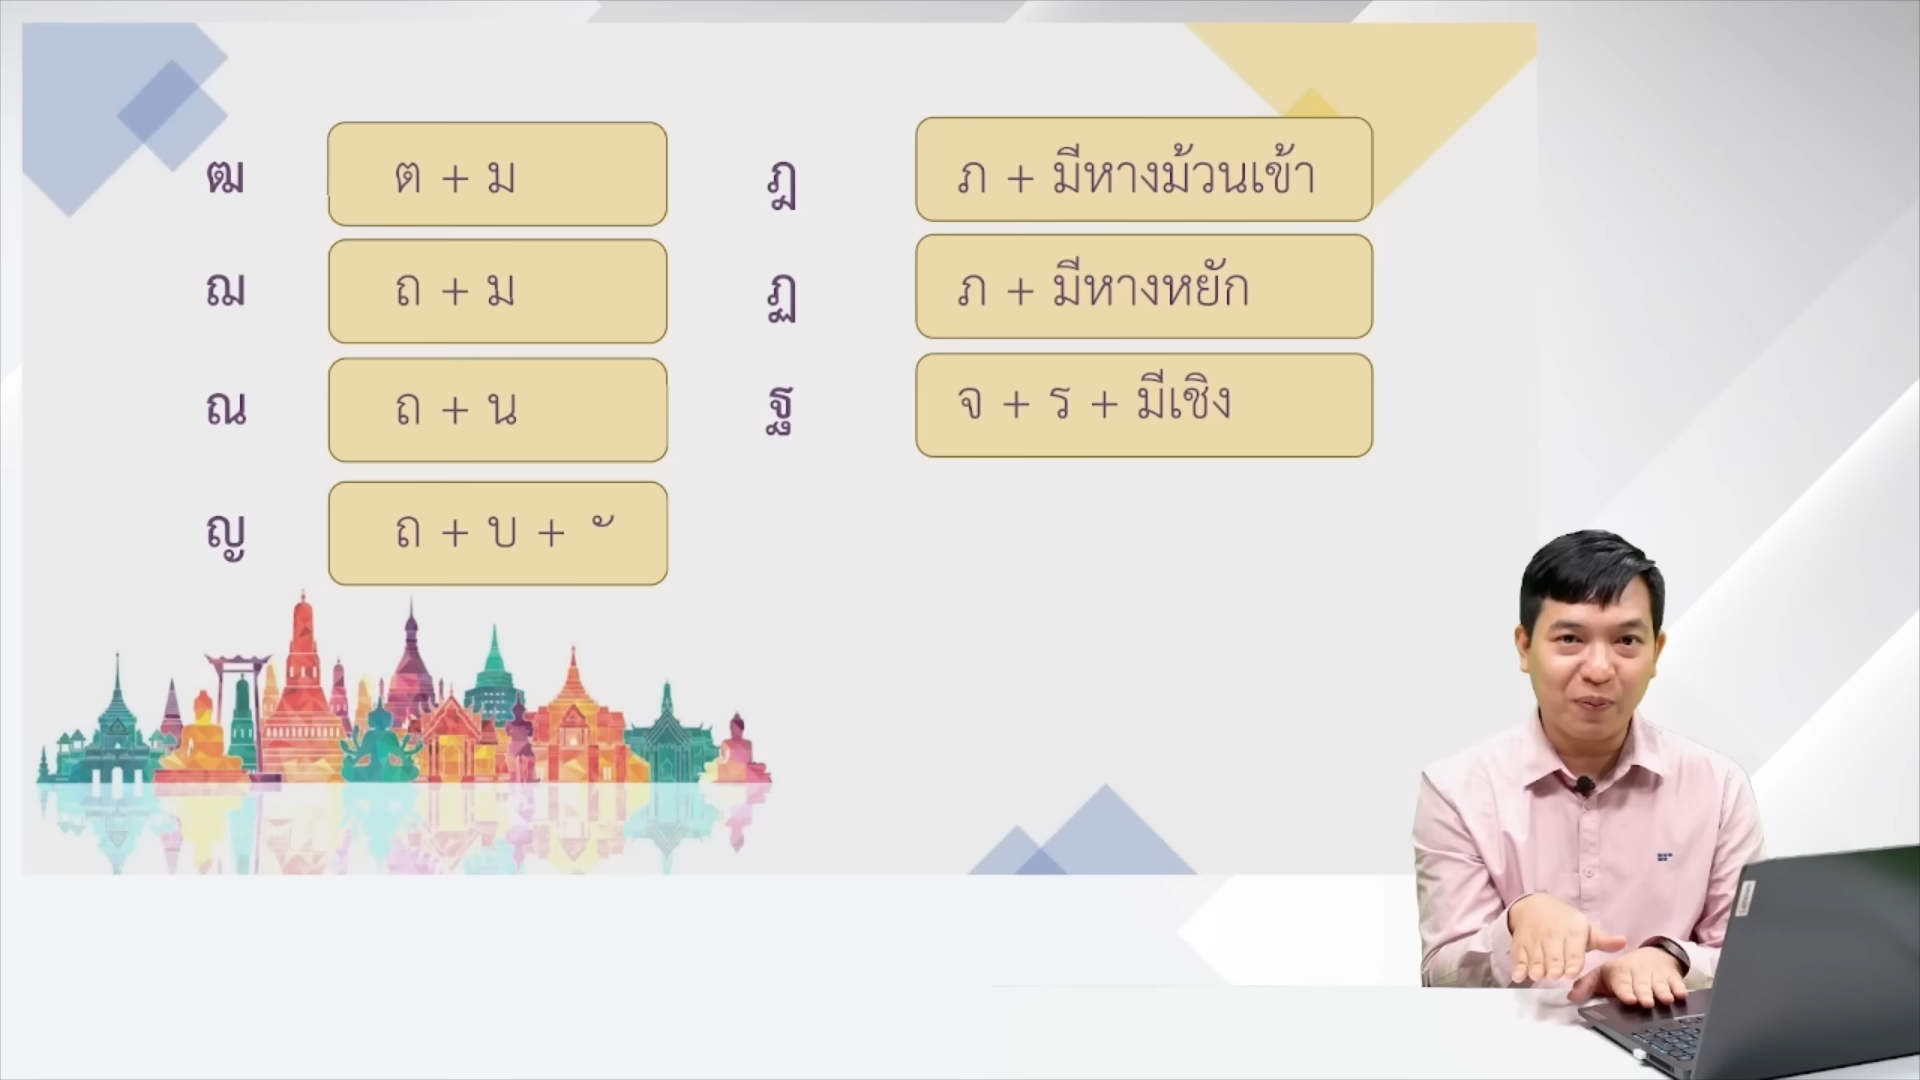 ฒ ต + ม
ฌ ถ + ม
ณ ถ + น
ญ ถ + บ + ั
ฎ ภ + มีหางม้วนเข้า
ฏ ภ + มีหางหยัก
ฐ จ + ร + มีเชิง